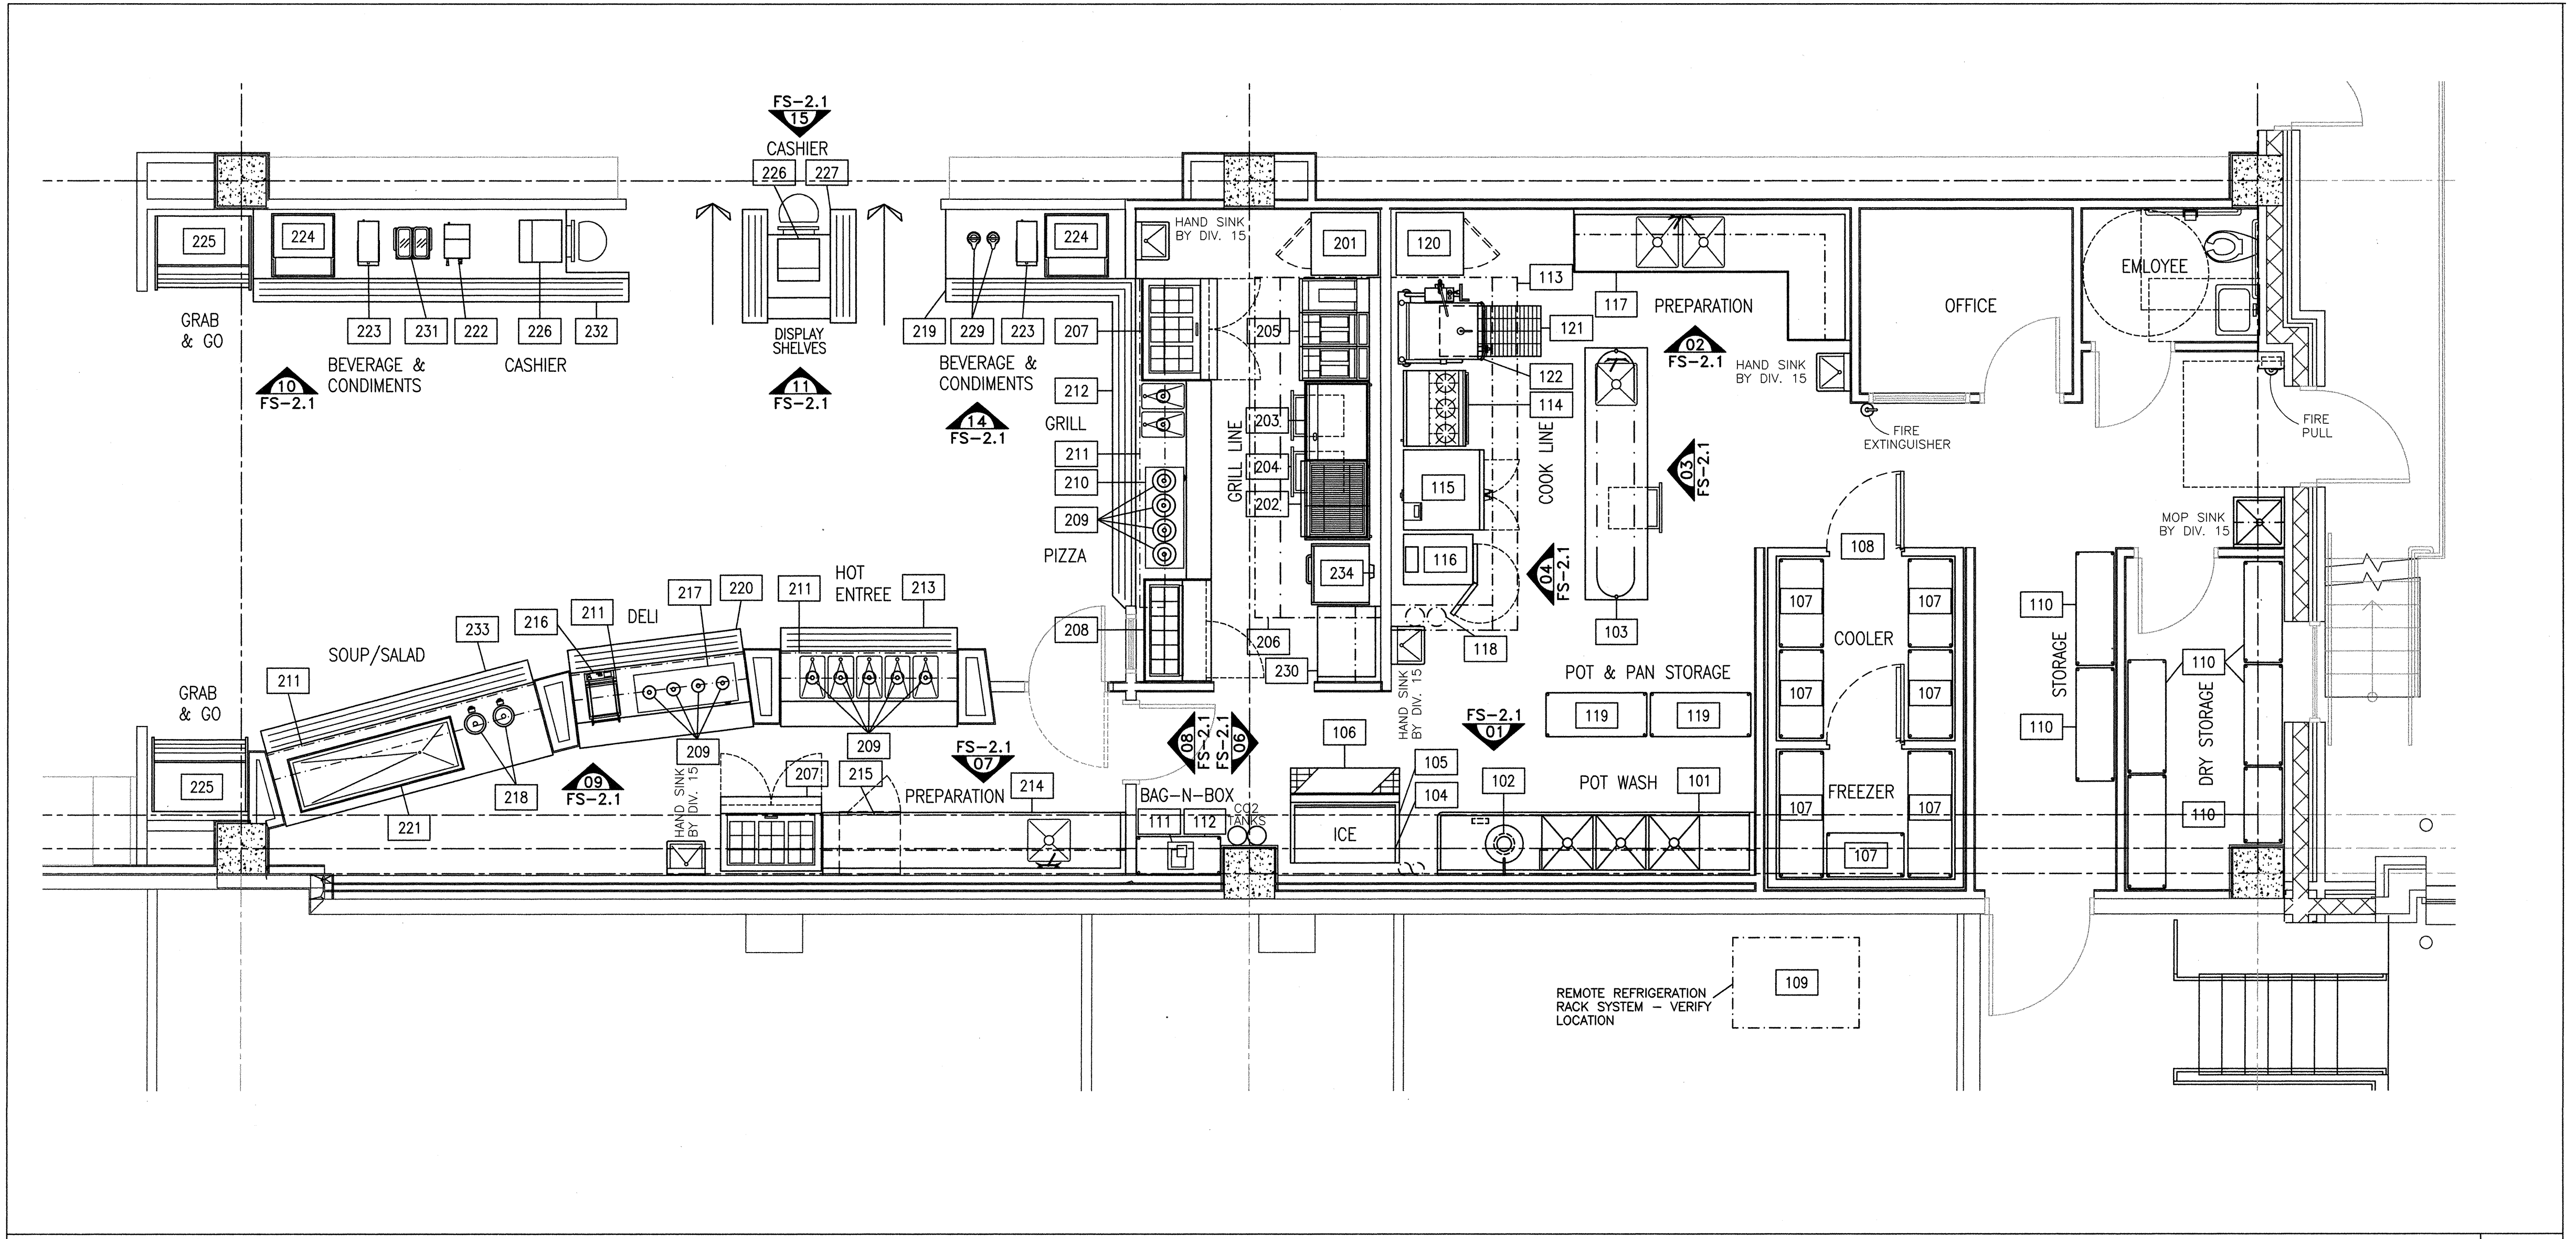 FS-2.1
15
CASHIER
226
227
225
224
223
231
222
226
232
GRAB
& GO
BEVERAGE &
CONDIMENTS
CASHIER
10
FS-2.1
DISPLAY
SHELVES
11
FS-2.1
224
219
229
223
BEVERAGE &
CONDIMENTS
14
FS-2.1
HAND SINK
BY DIV. 15
207
212
GRILL
211
210
209
PIZZA
208
201
205
203
204
202
GRILL LINE
234
206
230
120
113
121
122
114
115
116
118
COOK LINE
04
FS-2.1
HAND SINK
BY DIV. 15
117
PREPARATION
02
FS-2.1
HAND SINK
BY DIV. 15
03
FS-2.1
103
OFFICE
FIRE
EXTINGUISHER
EMLOYEE
FIRE
PULL
MOP SINK
BY DIV. 15
108
107
107
COOLER
107
107
FREEZER
107
107
107
110
STORAGE
110
110
DRY STORAGE
110
POT & PAN STORAGE
119
119
FS-2.1
01
POT WASH
102
101
106
105
104
ICE
08
FS-2.1
FS-2.1
06
BAG-N-BOX
111
112
CO2
TANKS
HOT
ENTREE
211
213
DELI
217
220
216
211
233
SOUP/SALAD
211
GRAB
& GO
225
221
218
209
209
09
FS-2.1
HAND SINK
BY DIV. 15
207
215
FS-2.1
07
PREPARATION
214
REMOTE REFRIGERATION
RACK SYSTEM - VERIFY
LOCATION
109